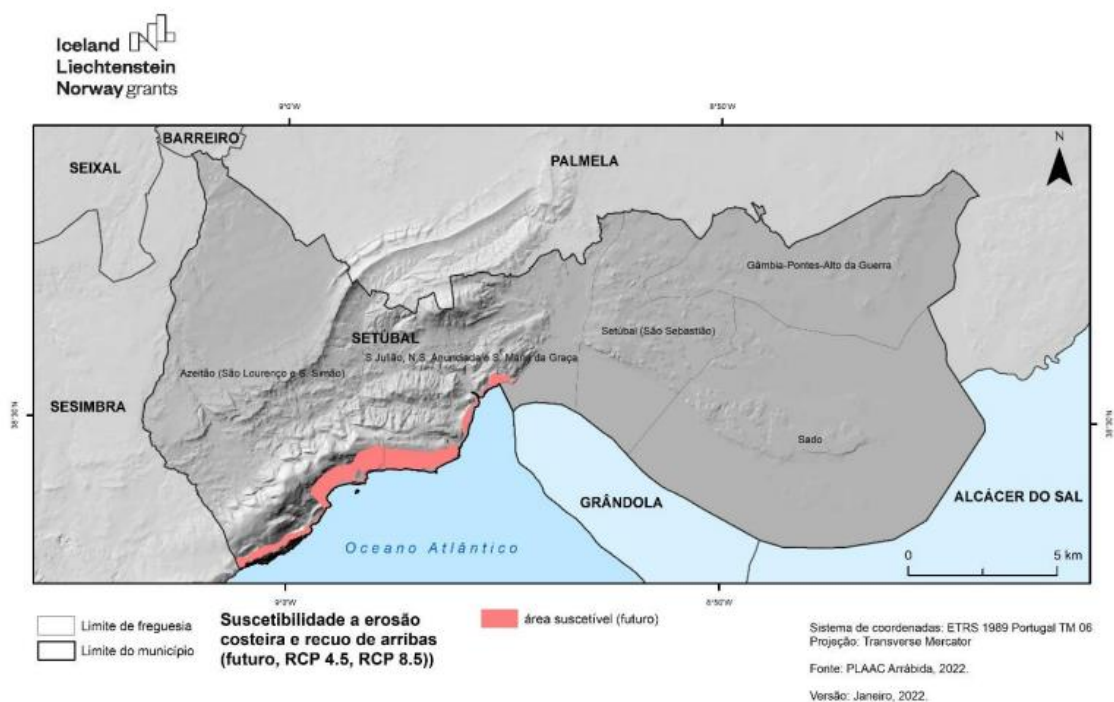 Iceland
Liechtenstein
Norway grants
9°0'W
8°50'W
BARREIRO
SEIXAL
PALMELA
N
Gâmbia-Pontes-Alto da Guerra
SETÚBAL
Setúbal (São Sebastião)
S.Julião, N.S. Anunciada e S. Maria da Graça
Azeitão (São Lourenço e S. Simão)
SESIMBRA
38°30'N
38°30'N
Sado
GRÂNDOLA
ALCÁCER DO SAL
Oceano Atlântico
0
5 km
9°0'W
8°50'W
Limite de freguesia
Limite do município
Suscetibilidade a erosão
costeira e recuo de arribas
(futuro, RCP 4.5, RCP 8.5))
área suscetível (futuro)
Sistema de coordenadas: ETRS 1989 Portugal TM 06
Projeção: Transverse Mercator
Fonte: PLAAC Arrábida, 2022.
Versão: Janeiro, 2022.